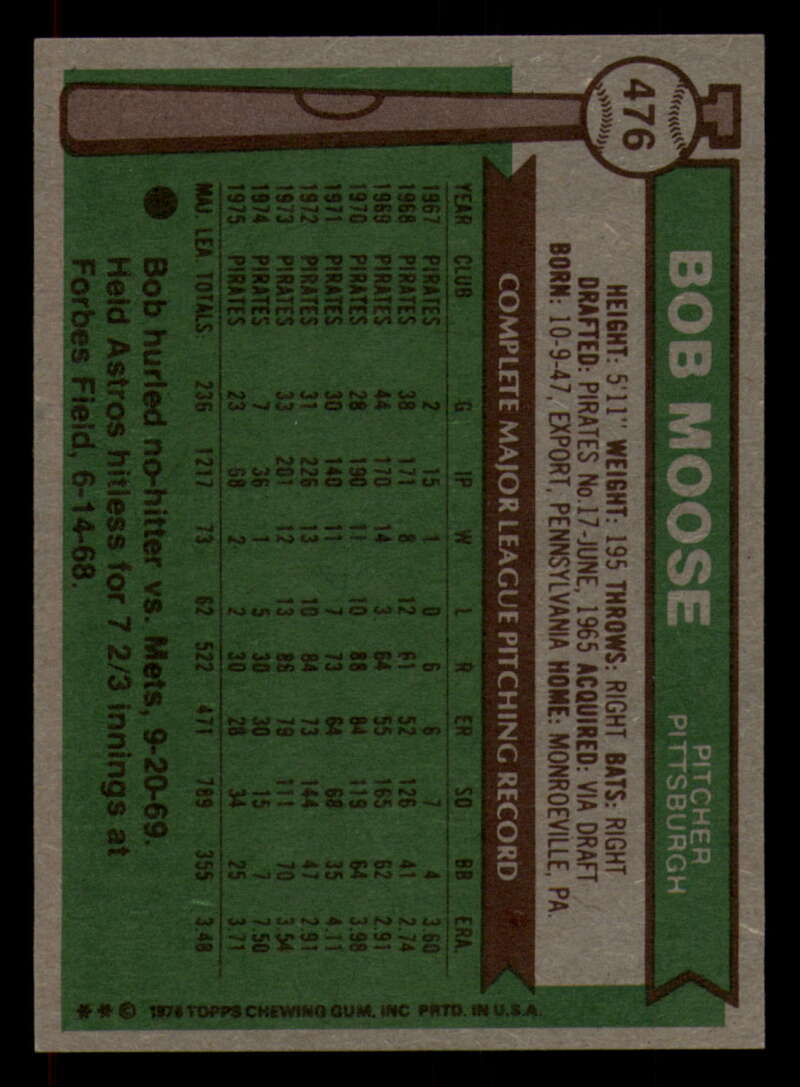 476
BOB MOOSE
PITCHER
PITTSBURGH
HEIGHT: 5'11" WEIGHT: 195 THROWS: RIGHT BATS: RIGHT
DRAFTED: PIRATES No.17-JUNE, 1965 ACQUIRED: VIA DRAFT
BORN: 10-9-47, EXPORT, PENNSYLVANIA HOME: MONROEVILLE, PA.
COMPLETE MAJOR LEAGUE PITCHING RECORD
YEAR CLUB G IP W L R ER SO BB ERA.
1967 PIRATES 2 15 1 0 6 6 7 4 3.60
1968 PIRATES 38 171 8 12 61 52 126 41 2.74
1969 PIRATES 44 170 14 3 64 55 165 62 2.91
1970 PIRATES 28 190 11 10 88 84 119 64 3.98
1971 PIRATES 30 140 11 7 73 64 68 35 4.11
1972 PIRATES 31 226 13 10 84 73 144 47 2.91
1973 PIRATES 33 201 12 13 86 79 111 70 3.54
1974 PIRATES 7 36 1 5 30 30 15 7 7.50
1975 PIRATES 23 68 2 2 30 28 34 25 3.71
MAJ. LEA. TOTALS 236 1217 73 62 522 471 789 355 3.48
Bob hurled no-hitter vs. Mets, 9-20-69.
Held Astros hitless for 7 2/3 innings at
Forbes Field, 6-14-68.
** © 1976 TOPPS CHEWING GUM, INC PRTD. IN U.S.A.